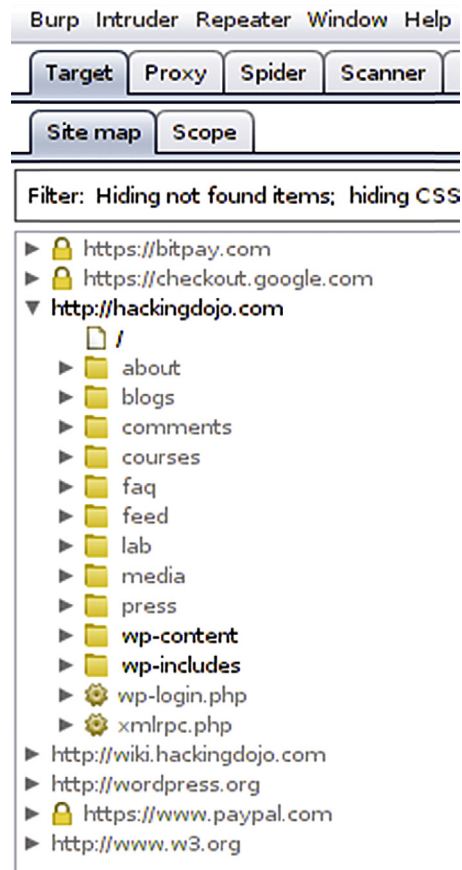 Burp Intruder Repeater Window Help
Target Proxy Spider Scanner
Site map Scope
Filter: Hiding not found items; hiding CSS
https://bitpay.com
https://checkout.google.com
http://hackingdojo.com
/
about
blogs
comments
courses
faq
feed
lab
media
press
wp-content
wp-includes
wp-login.php
xmlrpc.php
http://wiki.hackingdojo.com
http://wordpress.org
https://www.paypal.com
http://www.w3.org